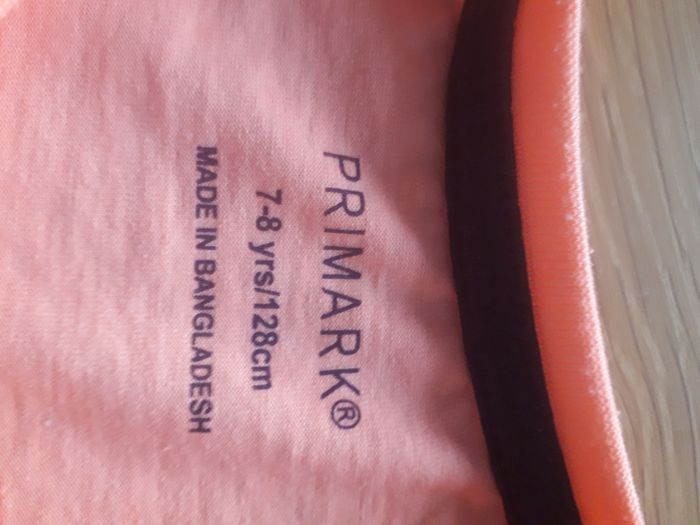 PRIMARK®
7-8 yrs/128cm
MADE IN BANGLADESH